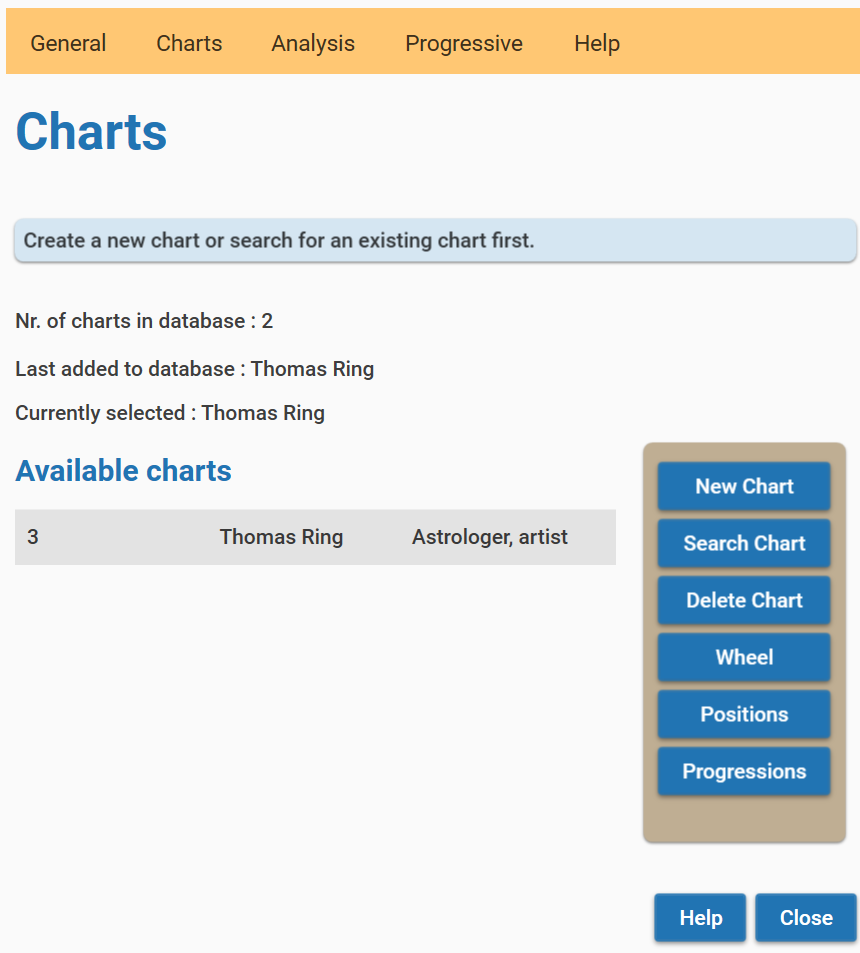 General Charts Analysis Progressive Help
Charts
Create a new chart or search for an existing chart first.
Nr. of charts in database : 2
Last added to database : Thomas Ring
Currently selected : Thomas Ring
Available charts
3 Thomas Ring Astrologer, artist
New Chart
Search Chart
Delete Chart
Wheel
Positions
Progressions
Help Close